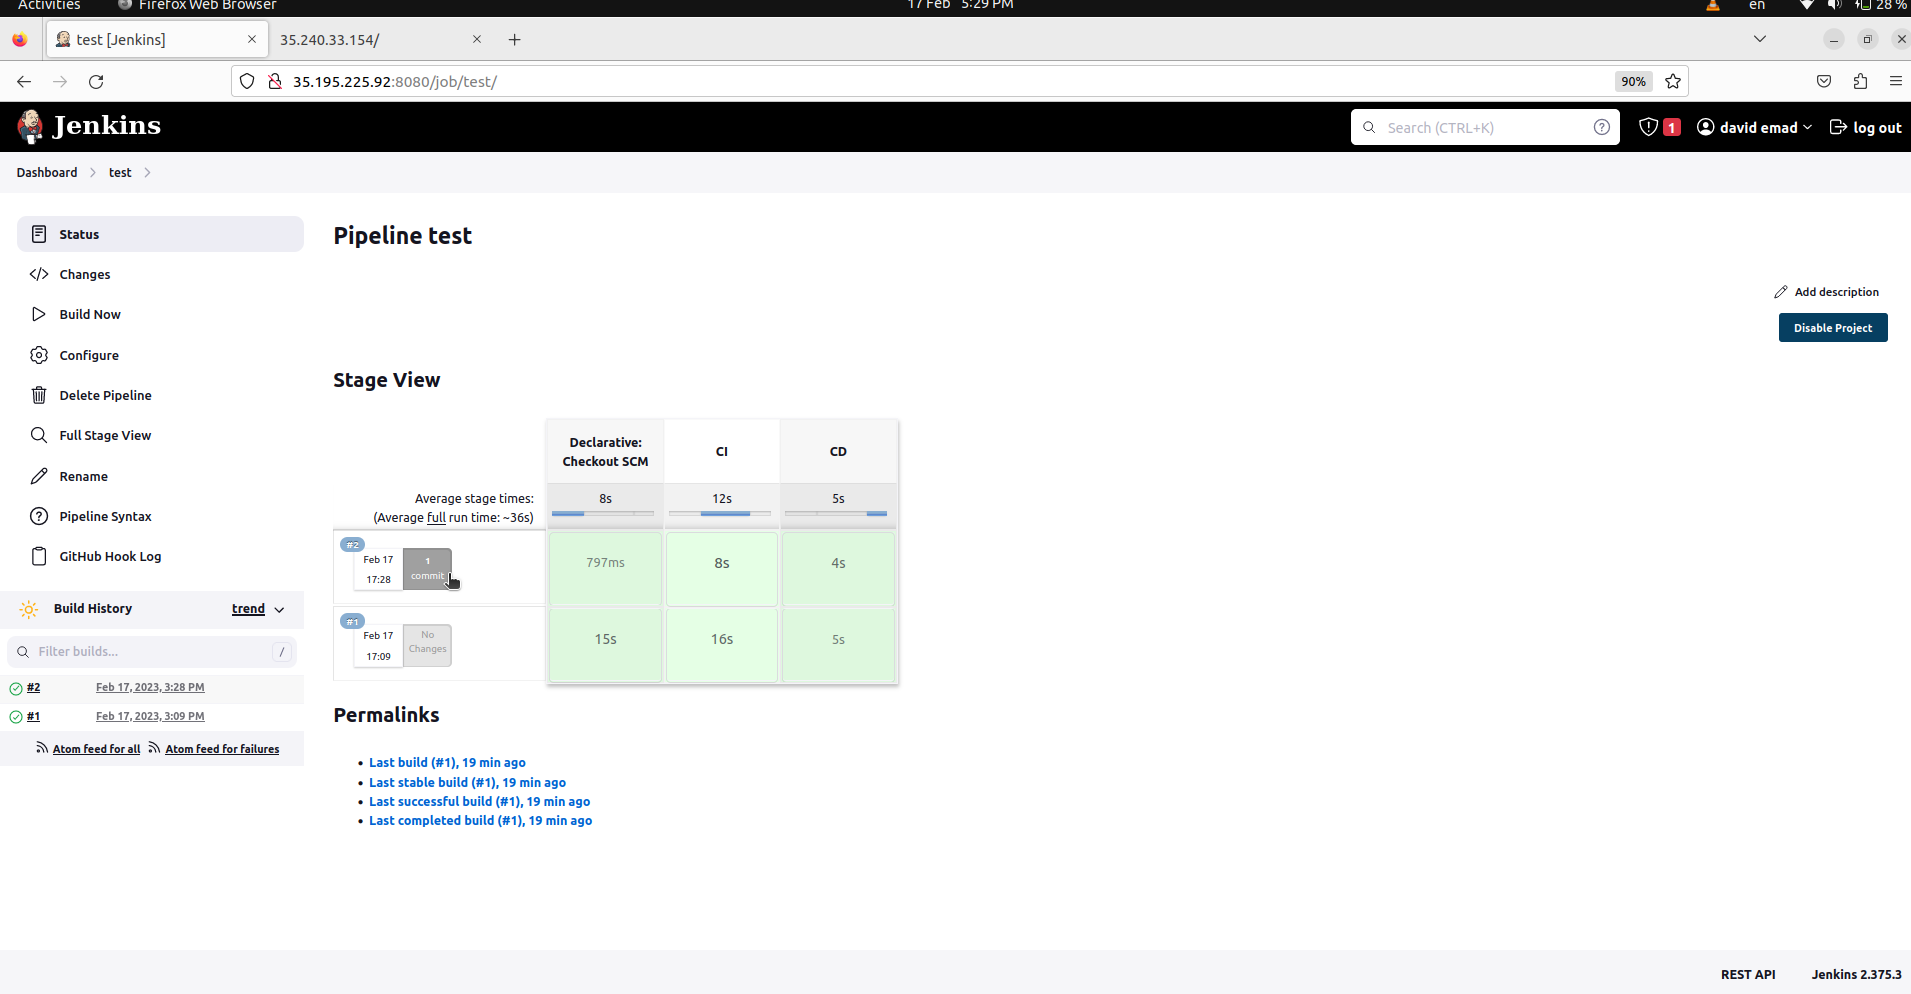 Activities
Firefox Web Browser
17 Feb 5:29 PM
en
28 %
test [Jenkins]
35.240.33.154/
35.195.225.92:8080/job/test/
90%
Jenkins
Search (CTRL+K)
1
david emad
log out
Dashboard
test
Status
Changes
Build Now
Configure
Delete Pipeline
Full Stage View
Rename
Pipeline Syntax
GitHub Hook Log
Build History
trend
Filter builds...
/
#2 Feb 17, 2023, 3:28 PM
#1 Feb 17, 2023, 3:09 PM
Atom feed for all Atom feed for failures
Pipeline test
Add description
Disable Project
Stage View
Declarative:
Checkout SCM
CI
CD
Average stage times:
(Average full run time: ~36s)
8s
12s
5s
#2
Feb 17
17:28
1
commit
797ms
8s
4s
#1
Feb 17
17:09
No
Changes
15s
16s
5s
Permalinks
Last build (#1), 19 min ago
Last stable build (#1), 19 min ago
Last successful build (#1), 19 min ago
Last completed build (#1), 19 min ago
REST API
Jenkins 2.375.3